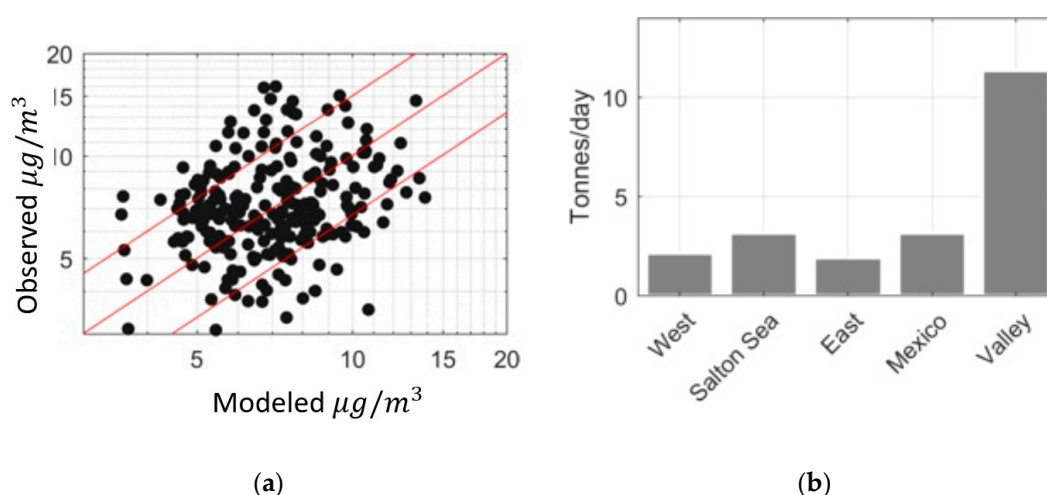 20
15
10
5
Observed μg/m³
5
10
15
20
Modeled μg/m³
(a)
10
5
0
Tonnes/day
West
Salton Sea
East
Mexico
Valley
(b)